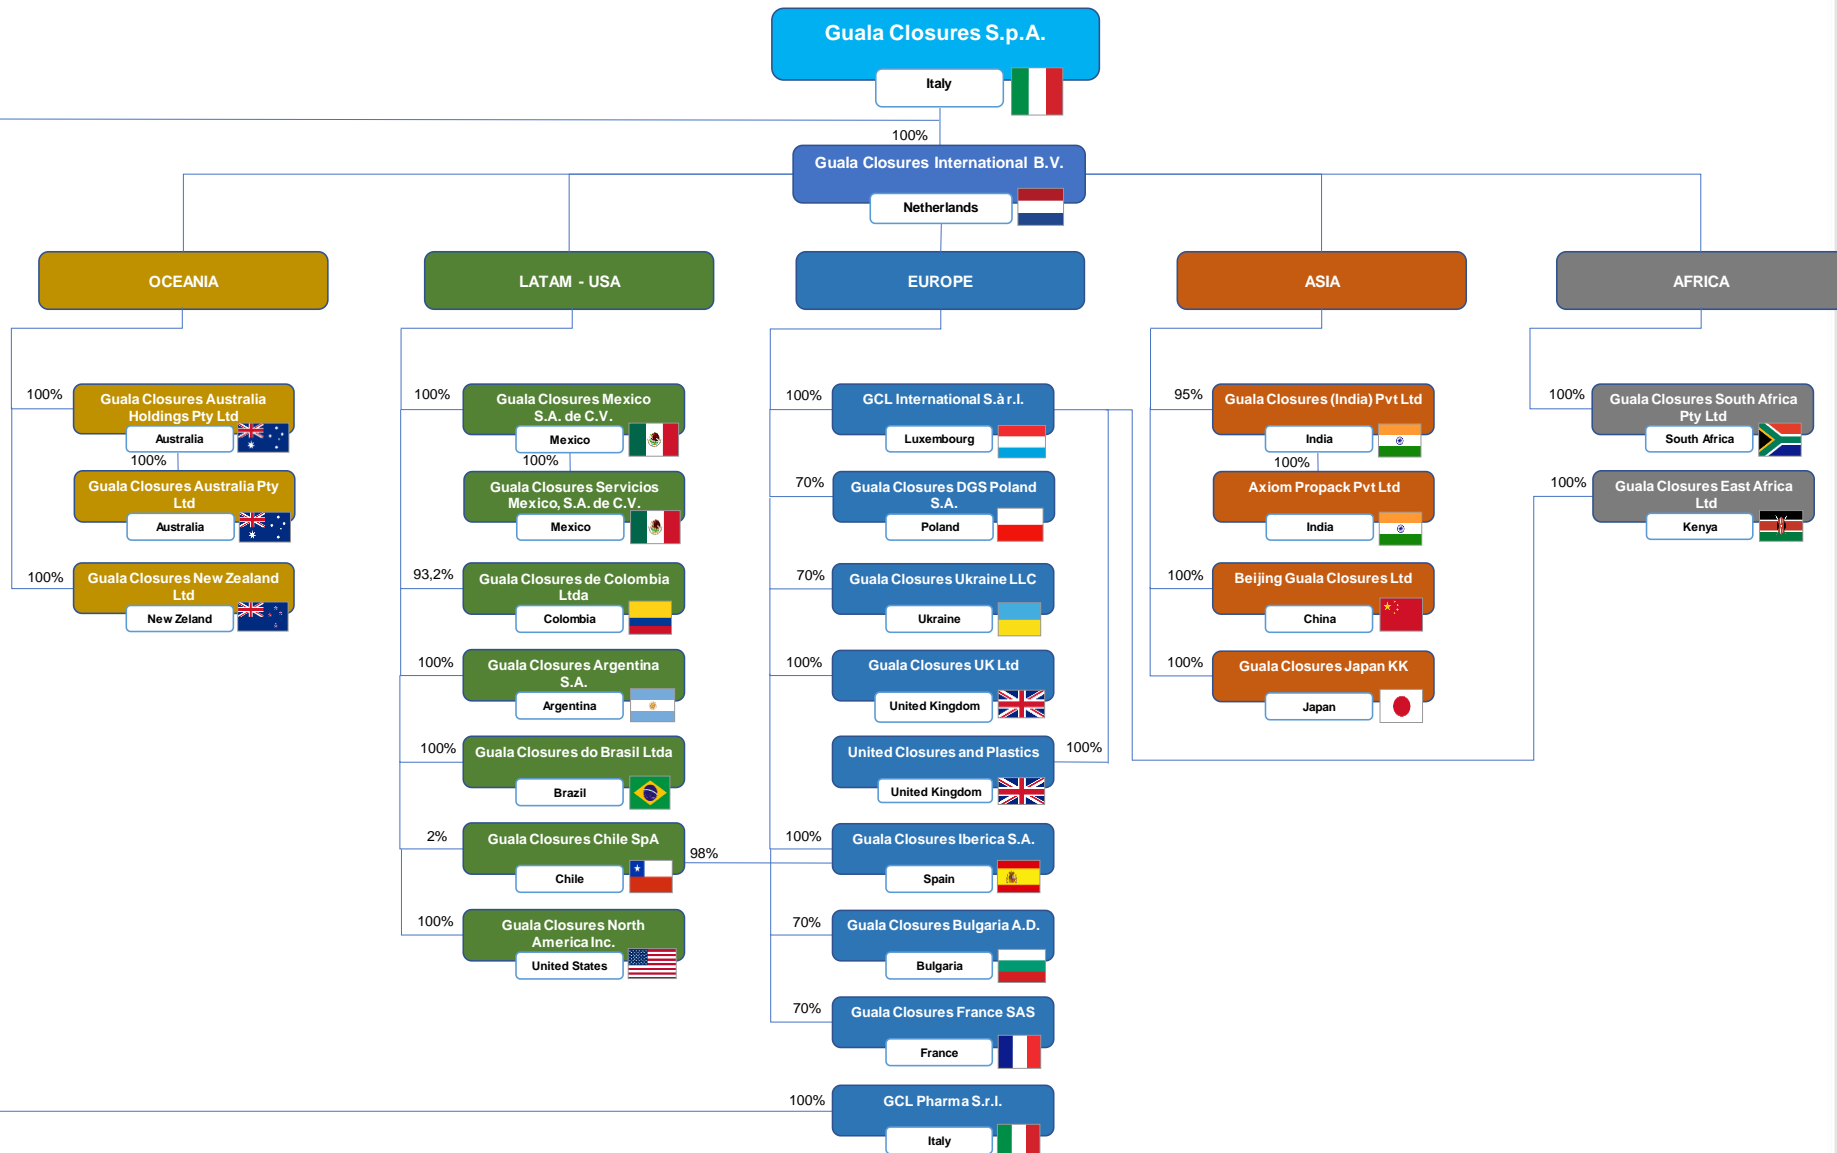 Guala Closures S.p.A.
Italy
100%
Guala Closures International B.V.
Netherlands
OCEANIA
LATAM - USA
EUROPE
ASIA
AFRICA
100%
Guala Closures Australia
Holdings Pty Ltd
Australia
100%
Guala Closures Australia Pty
Ltd
Australia
100%
Guala Closures New Zealand
Ltd
New Zeland
100%
Guala Closures Mexico
S.A. de C.V.
Mexico
100%
Guala Closures Servicios
Mexico, S.A. de C.V.
Mexico
93,2%
Guala Closures de Colombia
Ltda
Colombia
100%
Guala Closures Argentina
S.A.
Argentina
100%
Guala Closures do Brasil Ltda
Brazil
2%
Guala Closures Chile SpA
98%
Chile
100%
Guala Closures North
America Inc.
United States
100%
GCL International S.à r.l.
Luxembourg
70%
Guala Closures DGS Poland
S.A.
Poland
70%
Guala Closures Ukraine LLC
Ukraine
100%
Guala Closures UK Ltd
United Kingdom
United Closures and Plastics
100%
United Kingdom
100%
Guala Closures Iberica S.A.
Spain
70%
Guala Closures Bulgaria A.D.
Bulgaria
70%
Guala Closures France SAS
France
100%
GCL Pharma S.r.l.
Italy
95%
Guala Closures (India) Pvt Ltd
India
100%
Axiom Propack Pvt Ltd
India
100%
Beijing Guala Closures Ltd
China
100%
Guala Closures Japan KK
Japan
100%
Guala Closures South Africa
Pty Ltd
South Africa
100%
Guala Closures East Africa
Ltd
Kenya